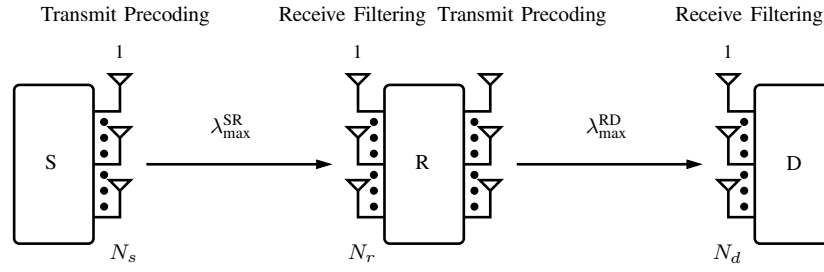 Transmit Precoding Receive Filtering Transmit Precoding Receive Filtering
1 1 1
S λ_max^SR R λ_max^RD D
N_s N_r N_d